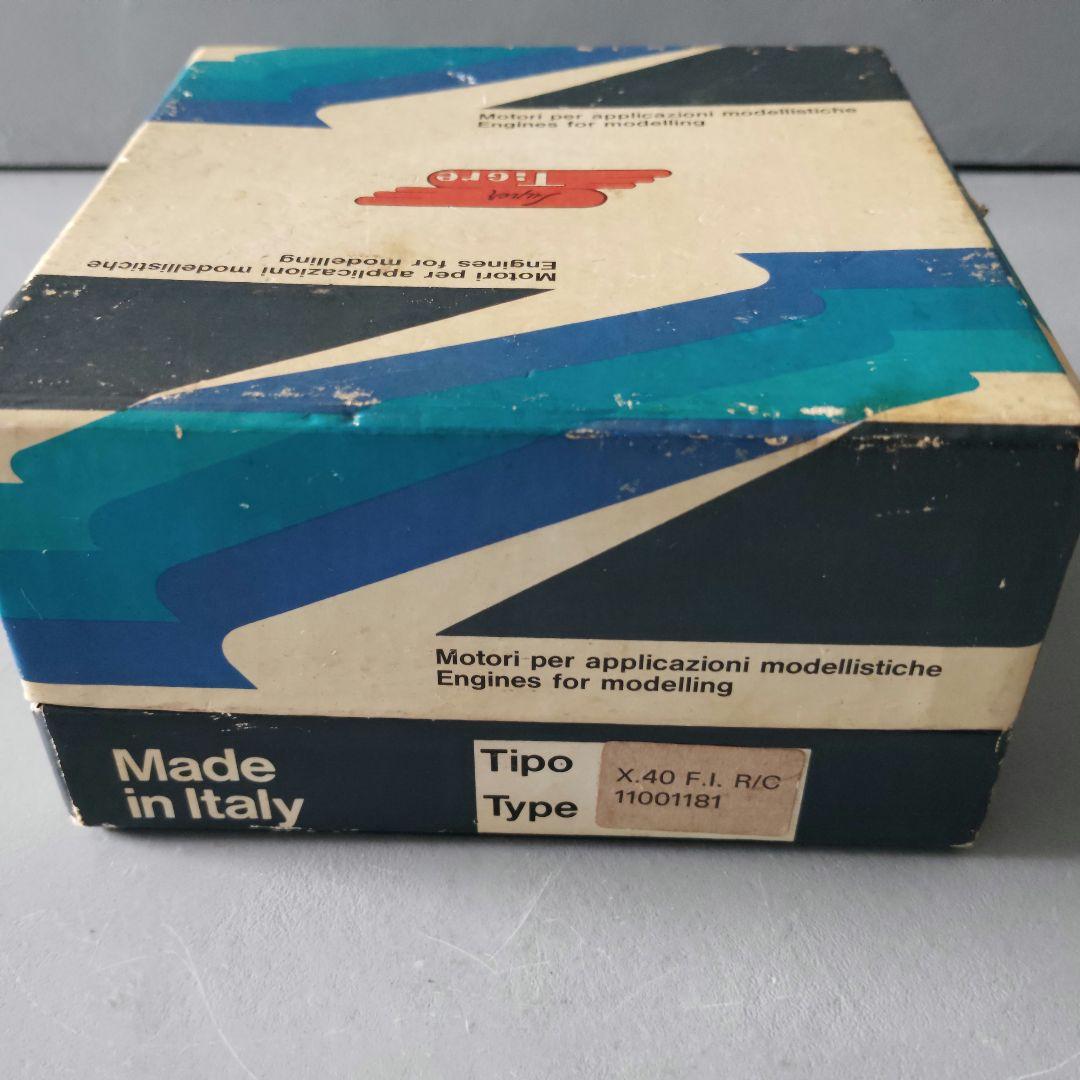 Motori per applicazioni modellistiche
Engines for modelling
Super
Tigre
Motori per applicazioni modellistiche
Engines for modelling
Motori per applicazioni modellistiche
Engines for modelling
Made
in Italy
Tipo
Type
X.40 F.I. R/C
11001181